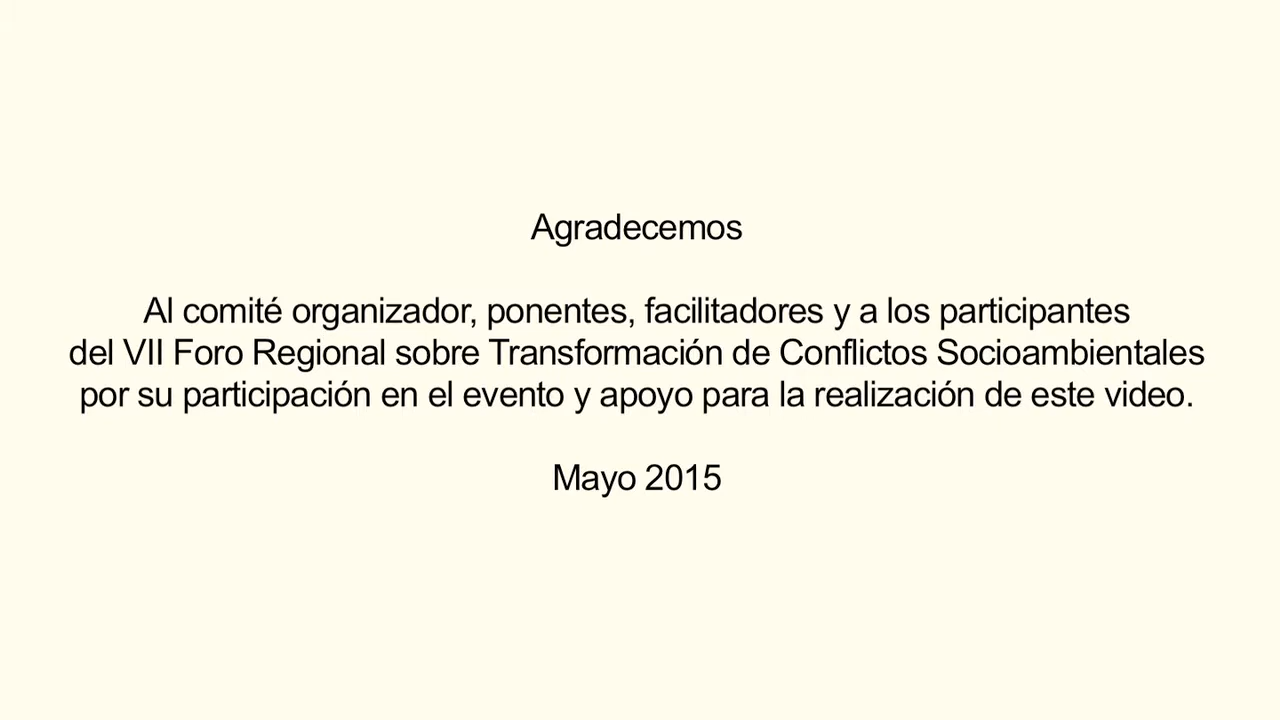 Agradecemos
Al comité organizador, ponentes, facilitadores y a los participantes
del VII Foro Regional sobre Transformación de Conflictos Socioambientales
por su participación en el evento y apoyo para la realización de este video.
Mayo 2015